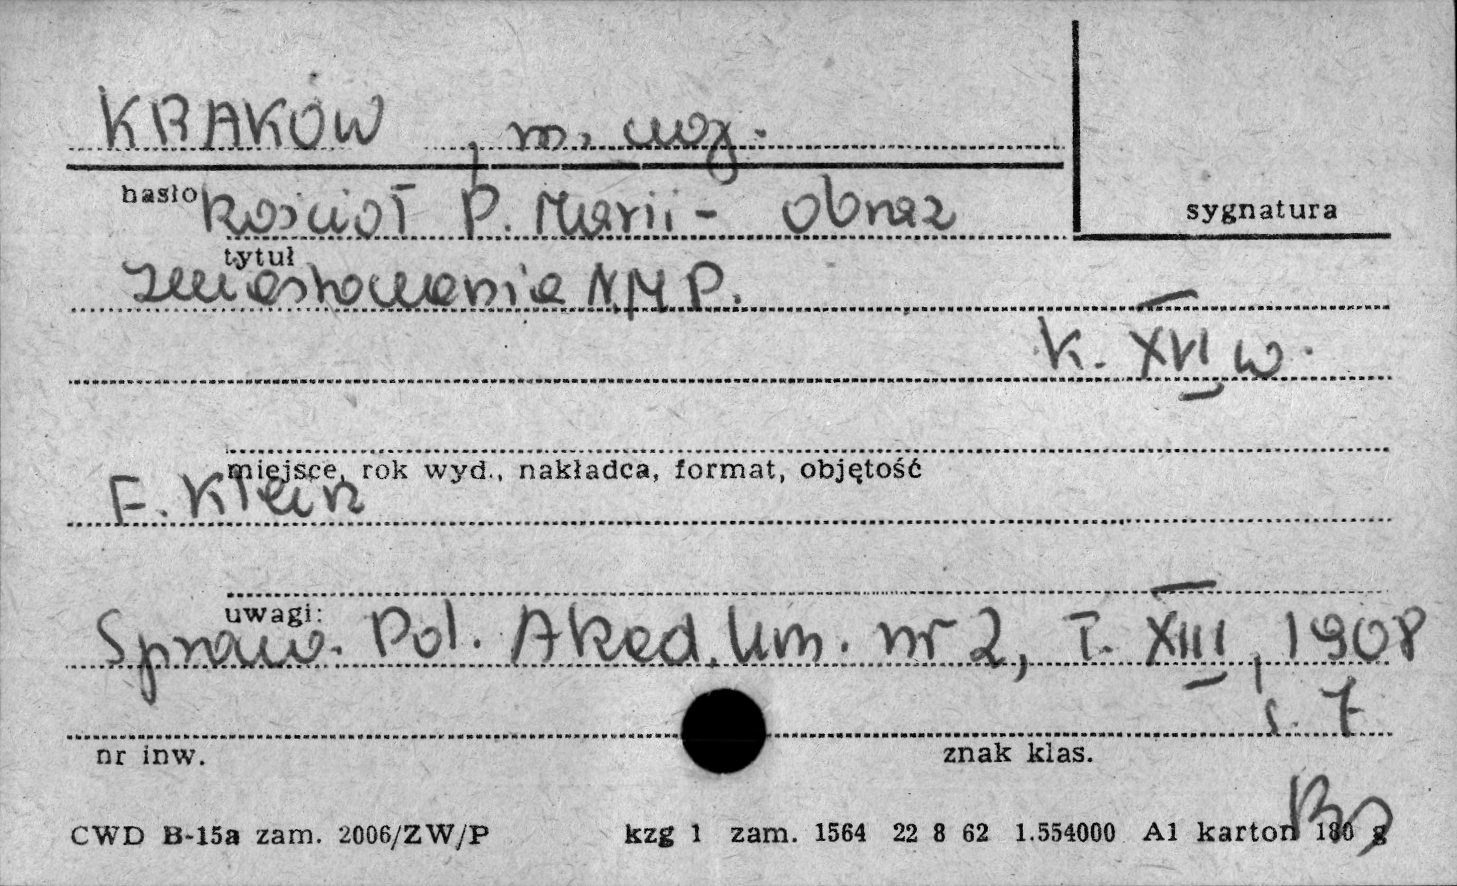 KRAKÓW, m. woj.
hasło Kościół P. Marii - obraz
sygnatura
tytuł
Zwiastowania N.M.P.
K. XVI w.
miejsce, rok wyd., nakładca, format, objętość
F. Klein
uwagi:
Spraw. Pol. Akad. Um. nr 2, T. XIII, 1908
s. 7
nr inw. znak klas.
CWD B-15a zam. 2006/ZW/P kzg 1 zam. 1564 22 8 62 1.554000 A1 karton 180 g